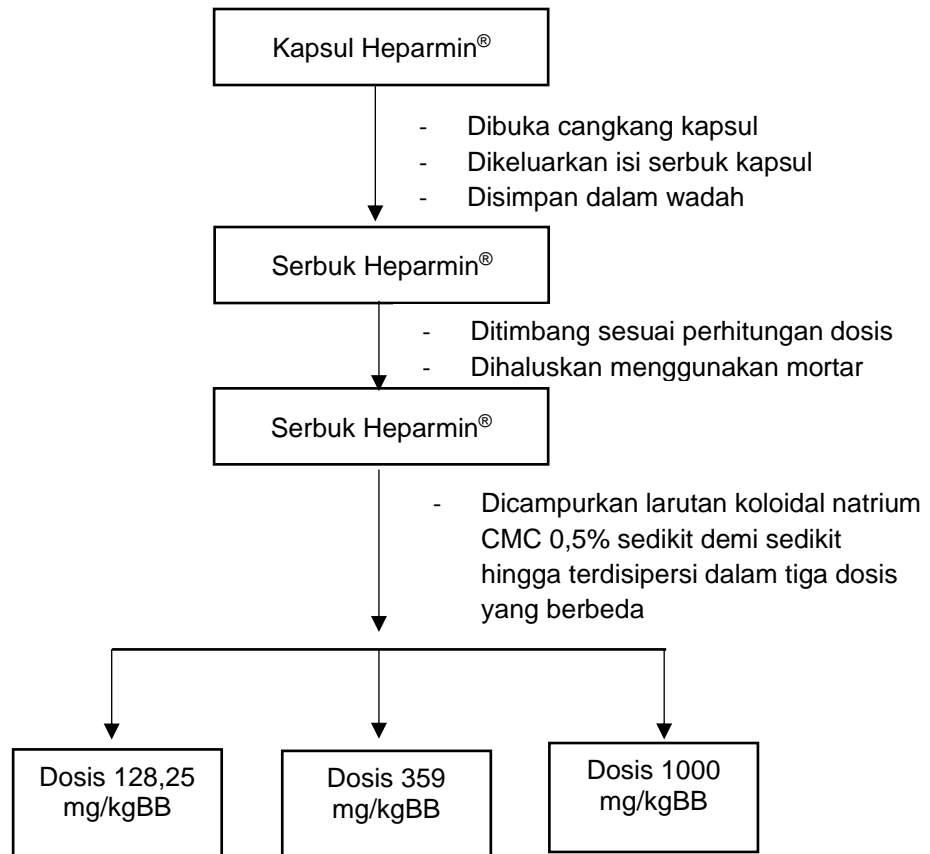 Kapsul Heparmin®
- Dibuka cangkang kapsul
- Dikeluarkan isi serbuk kapsul
- Disimpan dalam wadah
Serbuk Heparmin®
- Ditimbang sesuai perhitungan dosis
- Dihaluskan menggunakan mortar
Serbuk Heparmin®
- Dicampurkan larutan koloidal natrium
CMC 0,5% sedikit demi sedikit
hingga terdisipersi dalam tiga dosis
yang berbeda
Dosis 128,25
mg/kgBB
Dosis 359
mg/kgBB
Dosis 1000
mg/kgBB